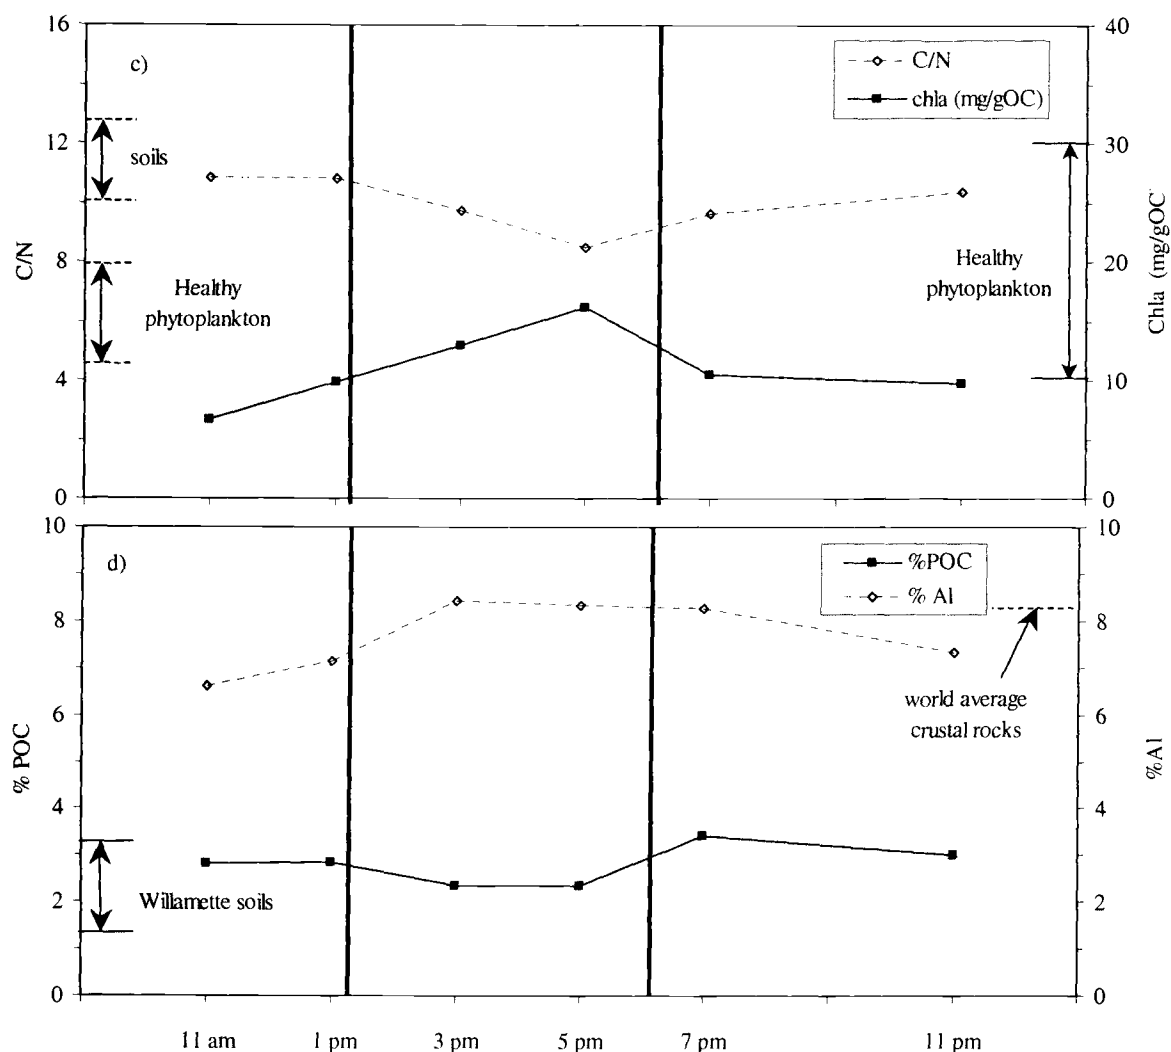 c)
16
12
8
4
0
C/N
C/N
chla (mg/gOC)
soils
Healthy
phytoplankton
Healthy
phytoplankton
40
30
20
10
0
Chla (mg/gOC
d)
10
8
6
4
2
0
% POC
%POC
% Al
world average
crustal rocks
Willamette soils
10
8
6
4
2
0
%Al
11 am 1 pm 3 pm 5 pm 7 pm 11 pm